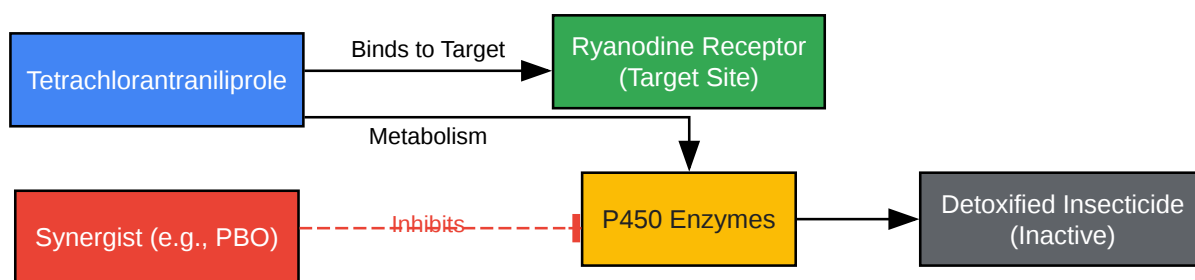 Tetrachlorantraniliprole
Binds to Target
Ryanodine Receptor
(Target Site)
Metabolism
Synergist (e.g., PBO)
Inhibits
P450 Enzymes
Detoxified Insecticide
(Inactive)